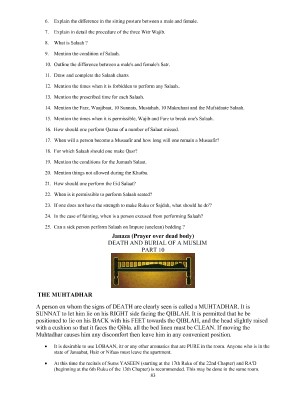 6. Explain the difference in the sitting posture between a male and female.
7. Explain in detail the procedure of the three Witr Wajib.
8. What is Salaah ?
9. Mention the condition of Salaah.
10. Outline the difference between a male's and female's Satr.
11. Draw and complete the Salaah charts
12. Mention the times when it is forbidden to perform any Salaah.
13. Mention the prescribed time for each Salaah.
14. Mention the Farz, Waajibaat, 10 Sunnats, Mustahab, 10 Makruhaat and the Mufsidaate Salaah.
15. Mention the times when it is permissible, Wajib and Farz to break one's Salaah.
16. How should one perform Qazaa of a number of Salaat missed.
17. When will a person become a Musaafir and how long will one remain a Musaafir?
18. For which Salaah should one make Qasr?
19. Mention the conditions for the Jumuah Salaat.
20. Mention things not allowed during the Khutba.
21. How should one perform the Eid Salaat?
22. When is it permissible to perform Salaah seated?
23. If one does not have the strength to make Ruku or Sajdah, what should he do??
24. In the case of fainting, when is a person excused from performing Salaah?
25. Can a sick person perform Salaah on Impure (unclean) bedding ?
Janaza (Prayer over dead body)
DEATH AND BURIAL OF A MUSLIM
PART 10
THE MUHTADHAR
A person on whom the signs of DEATH are clearly seen is called a MUHTADHAR. It is
SUNNAT to let him lie on his RIGHT side facing the QIBLAH. It is permitted that he be
positioned to lie on his BACK with his FEET towards the QIBLAH, and the head slightly raised
with a cushion so that it faces the Qibla, all the bed linen must be CLEAN. If moving the
Muhtadhar causes him any discomfort then leave him in any convenient position.
• It is desirable to use LOBAAN, itr or any other aromatics that are PURE in the room. Anyone who is in the
state of Janaabat, Haiz or Nifaas must leave the apartment.
• At this time the recitals of Sura YASEEN (starting at the 17th Ruku of the 22nd Chapter) and RA'D
(beginning at the 6th Ruku of the 13th Chapter) is recommended. This may be done in the same room.
83